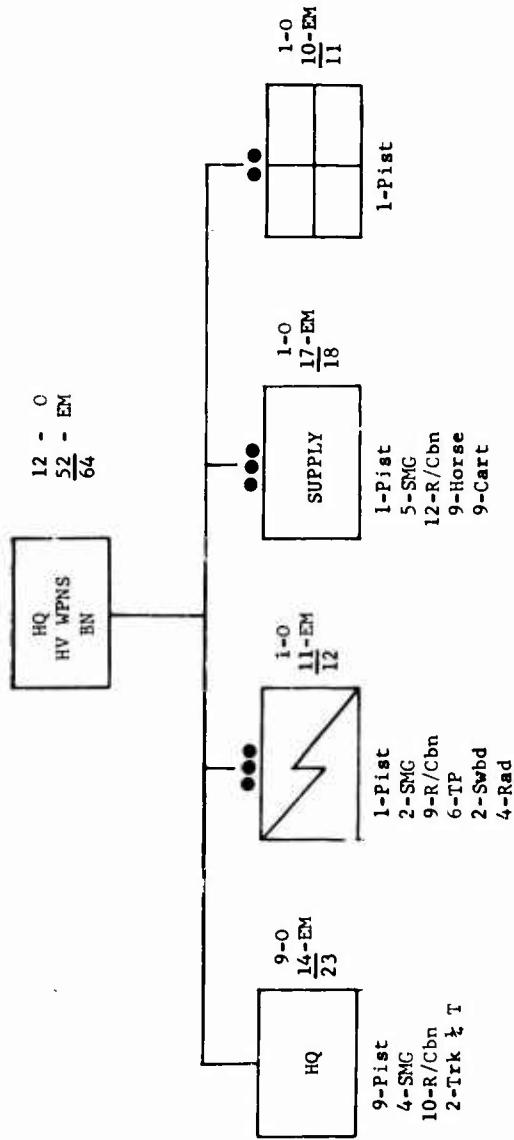 HQ
HV WPNS
BN
12 - O
52 - EM
64
HQ
9-O
14-EM
23
9-Pist
4-SMG
10-R/Cbn
2-Trk ¼ T
i-O
11-EM
12
1-Pist
2-SMG
9-R/Cbn
6-TP
2-Swbd
4-Rad
SUPPLY
1-O
17-EM
18
1-Pist
5-SMG
12-R/Cbn
9-Horse
9-Cart
1-O
10-EM
11
1-Pist